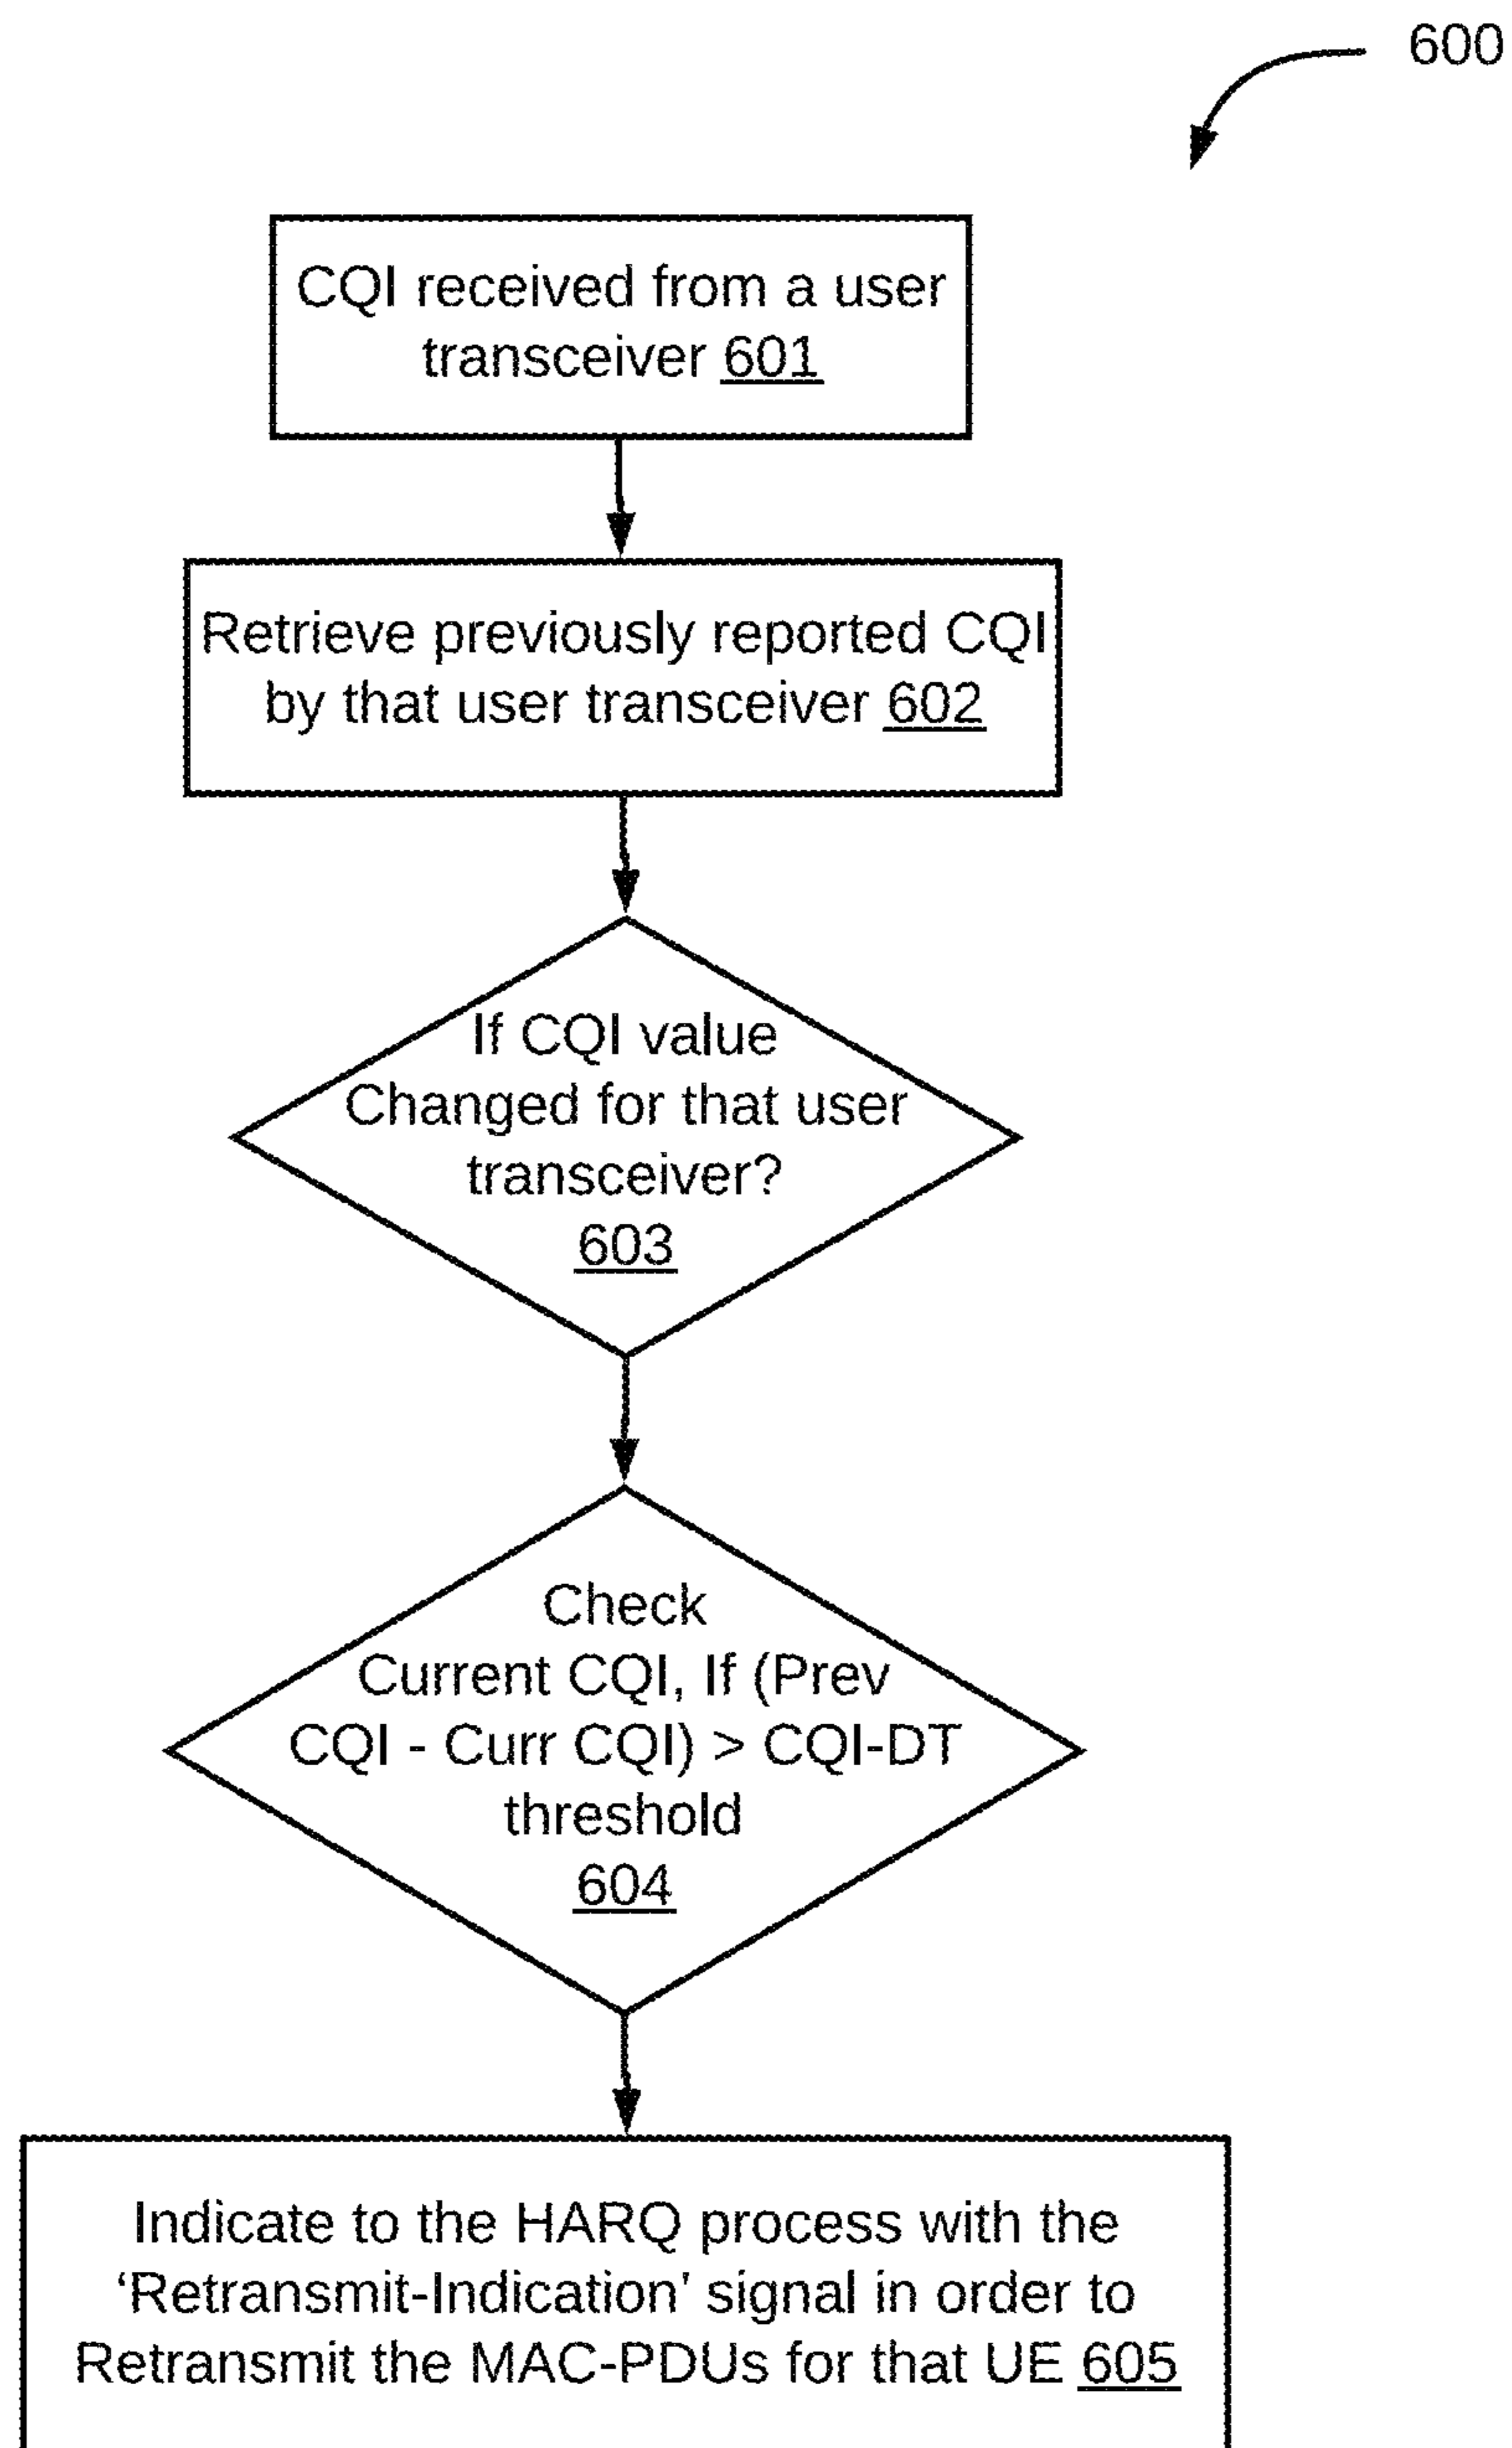 600
CQI received from a user
transceiver 601
Retrieve previously reported CQI
by that user transceiver 602
If CQI value
Changed for that user
transceiver?
603
Check
Current CQI, If (Prev
CQI - Curr CQI) > CQI-DT
threshold
604
Indicate to the HARQ process with the
‘Retransmit-Indication’ signal in order to
Retransmit the MAC-PDUs for that UE 605